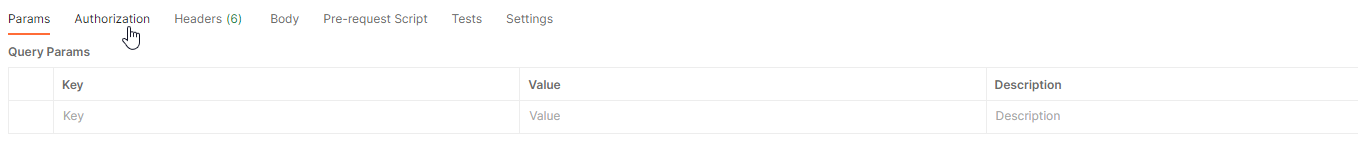 Params Authorization Headers (6) Body Pre-request Script Tests Settings
Query Params
Key Value Description
Key Value Description